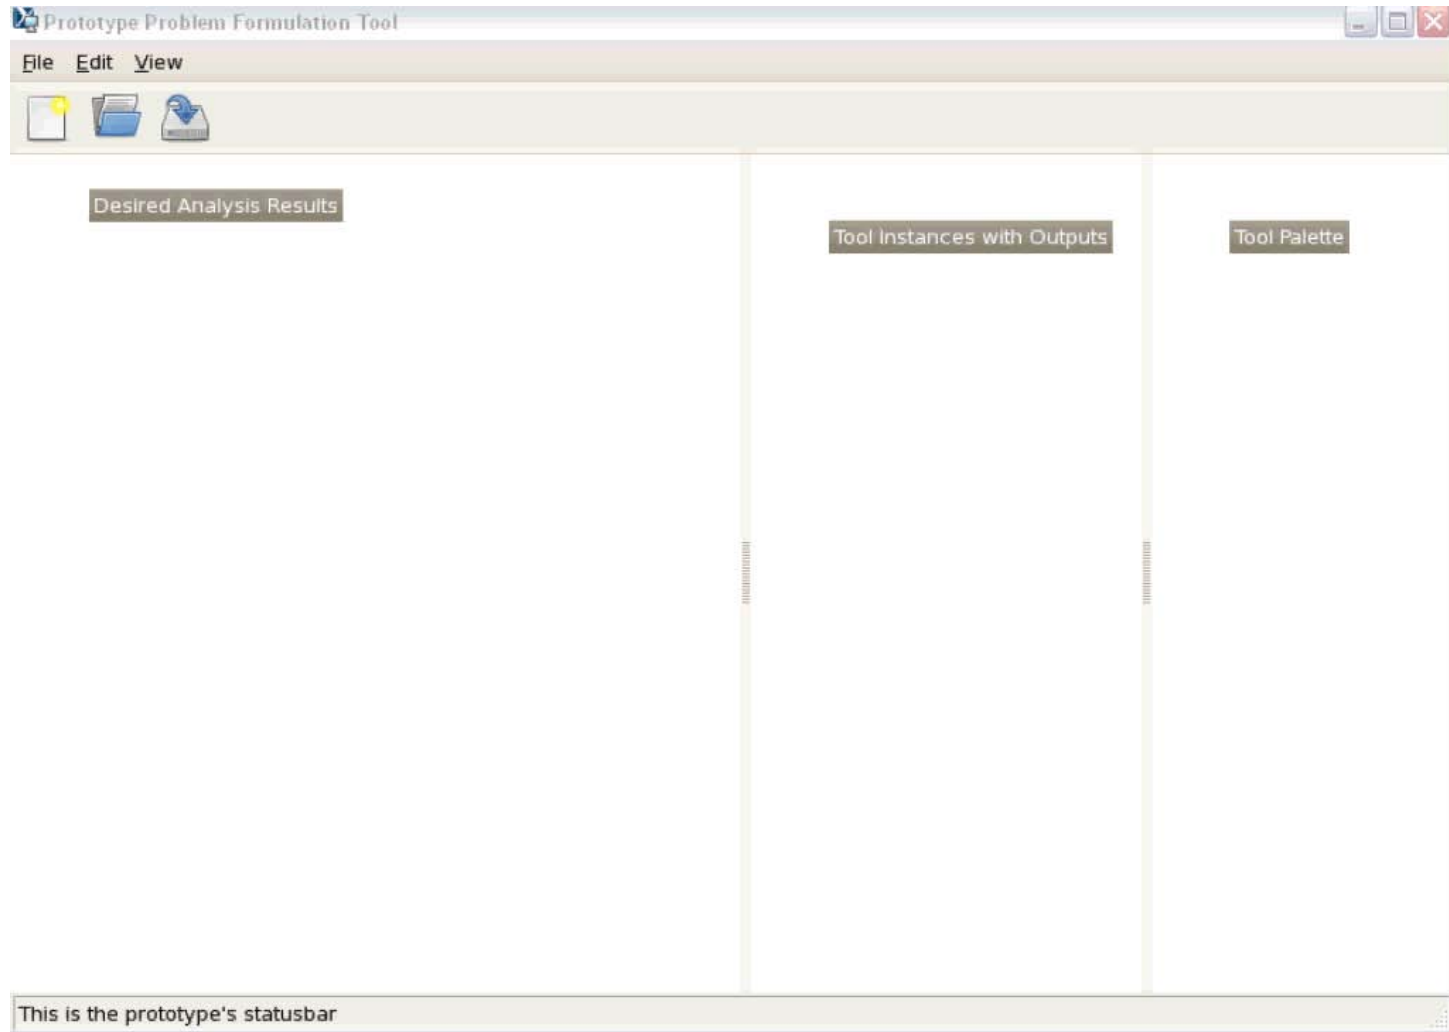 Prototype Problem Formulation Tool
File Edit View
Desired Analysis Results
Tool Instances with Outputs
Tool Palette
This is the prototype's statusbar